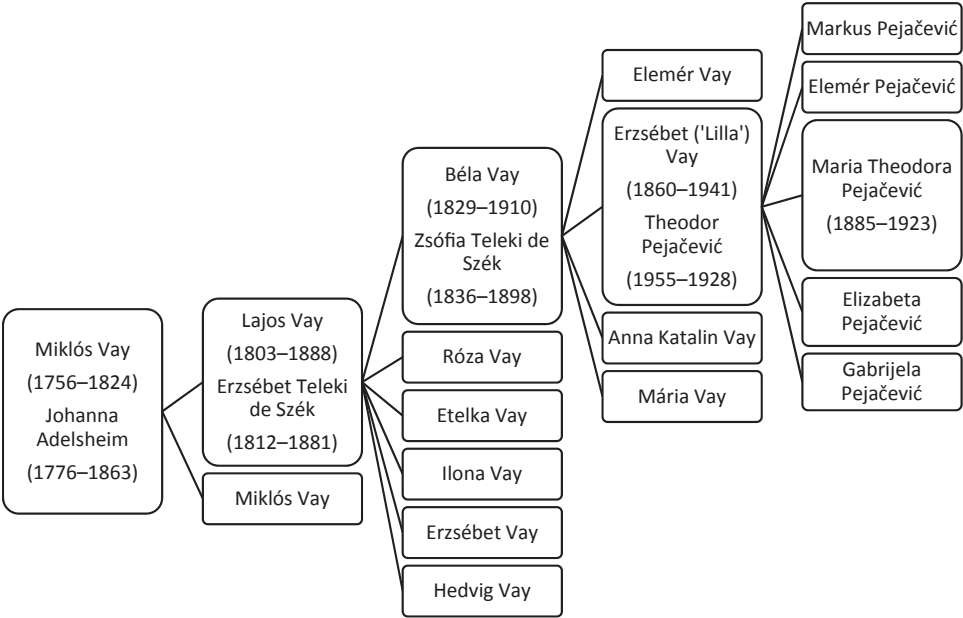 Miklós Vay
(1756–1824)
Johanna
Adelsheim
(1776–1863)
Lajos Vay
(1803–1888)
Erzsébet Teleki
de Szék
(1812–1881)
Miklós Vay
Béla Vay
(1829–1910)
Zsófia Teleki de
Szék
(1836–1898)
Róza Vay
Etelka Vay
Ilona Vay
Erzsébet Vay
Hedvig Vay
Elemér Vay
Erzsébet ('Lilla')
Vay
(1860–1941)
Theodor
Pejačević
(1955–1928)
Anna Katalin Vay
Mária Vay
Markus Pejačević
Elemér Pejačević
Maria Theodora
Pejačević
(1885–1923)
Elizabeta
Pejačević
Gabrijela
Pejačević